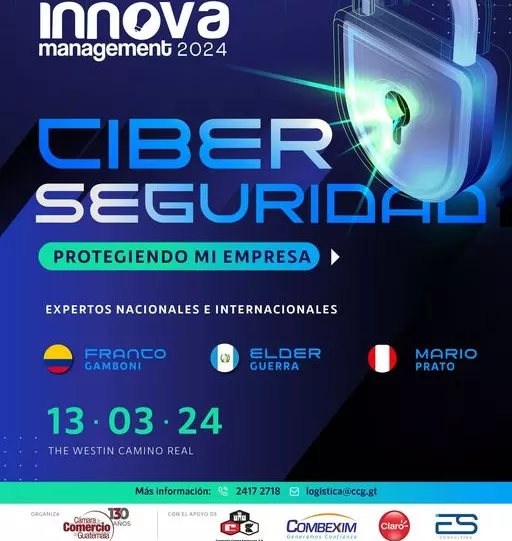 INNOVA
management 2024
CIBER
SEGURIDAD
PROTEGIENDO MI EMPRESA
EXPERTOS NACIONALES E INTERNACIONALES
FRANCO
GAMBONI
ELDER
GUERRA
MARIO
PRATO
13 · 03 · 24
THE WESTIN CAMINO REAL
Más información: 2417 2718 logistica@ccg.gt
ORGANIZA
Cámara de
Comercio
de Guatemala
130
AÑOS
CON EL APOYO DE
COMBEXIM
Generamos Confianza
Claro
ES
CONSULTING